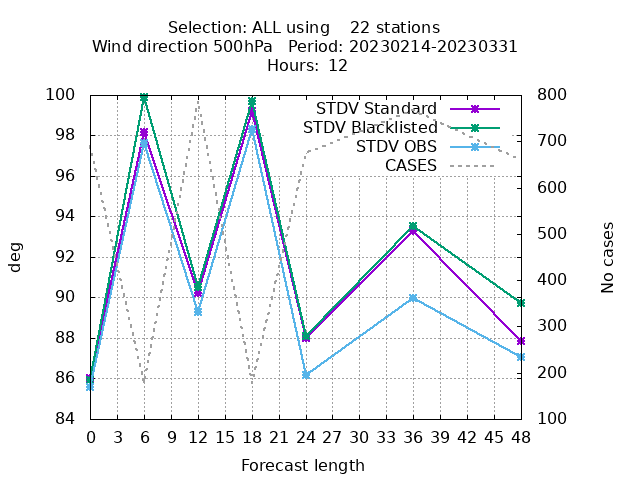 Selection: ALL using    22 stations
Wind direction 500hPa   Period: 20230214-20230331
Hours: 12
STDV Standard
STDV Blacklisted
STDV OBS
CASES
100
98
96
94
92
90
88
86
84
deg
800
700
600
500
400
300
200
100
No cases
0 3 6 9 12 15 18 21 24 27 30 33 36 39 42 45 48
Forecast length